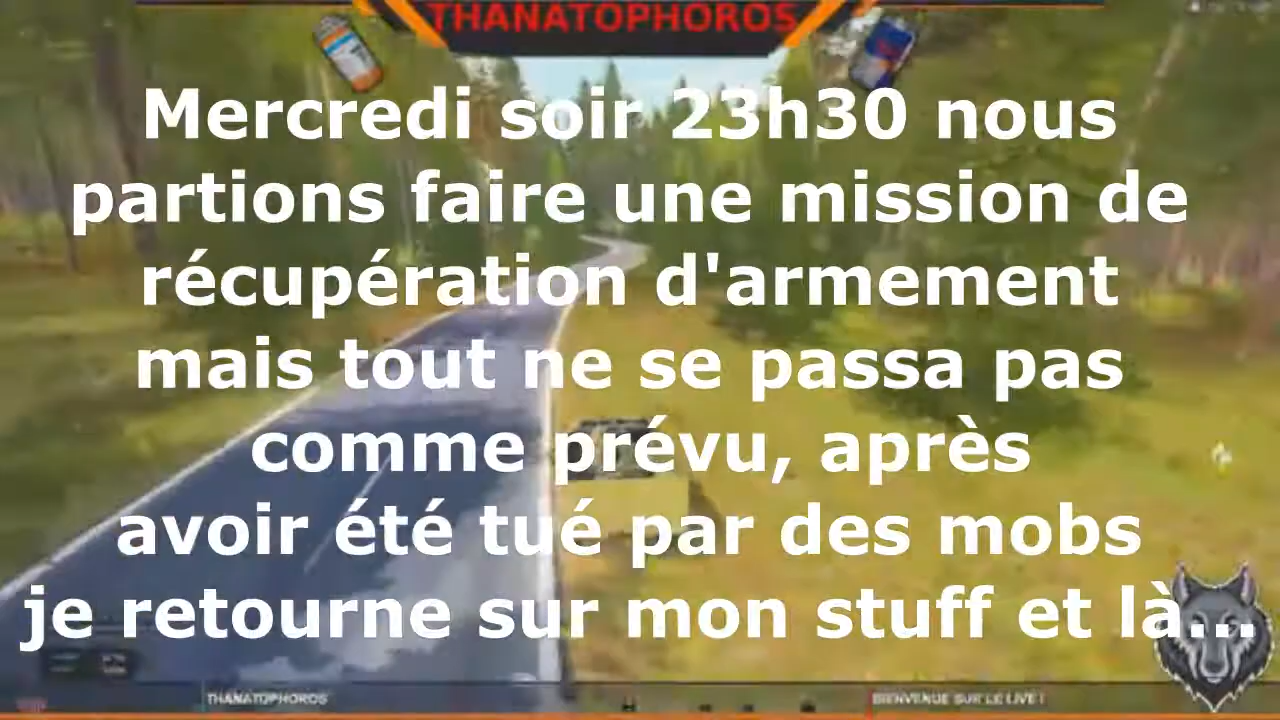 THANATOPHOROS
Mercredi soir 23h30 nous
partions faire une mission de
récupération d'armement
mais tout ne se passa pas
comme prévu, après
avoir été tué par des mobs
je retourne sur mon stuff et là...
THANATOPHOROS
BIENVENUE SUR LE LIVE !